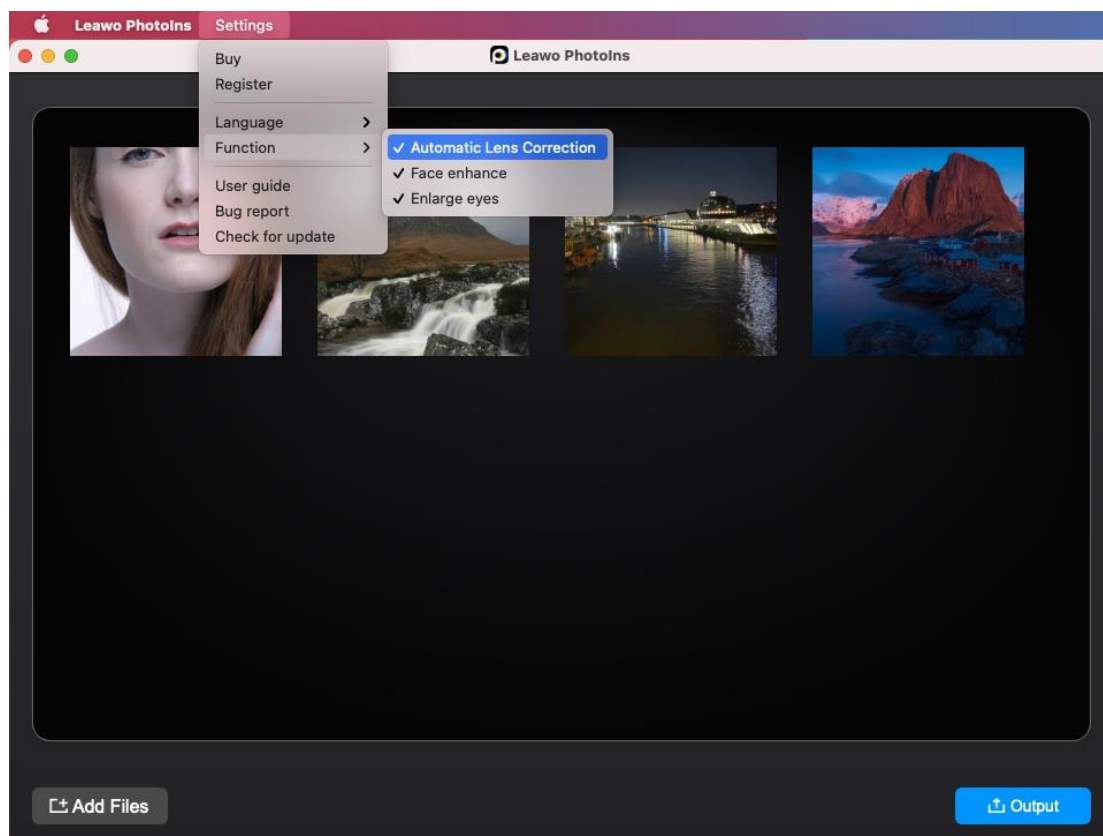 Leawo PhotoIns Settings
Leawo PhotoIns
Buy
Register
Language
Function
Automatic Lens Correction
Face enhance
Enlarge eyes
User guide
Bug report
Check for update
Add Files
Output